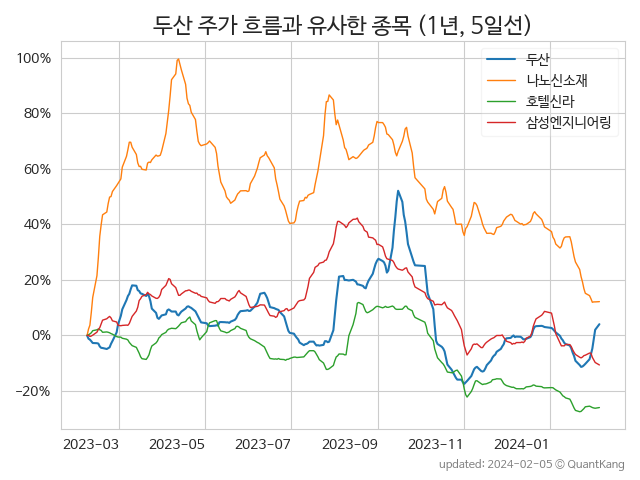 두산 주가 흐름과 유사한 종목 (1년, 5일선)
두산
나노신소재
호텔신라
삼성엔지니어링
100%
80%
60%
40%
20%
0%
−20%
2023-03 2023-05 2023-07 2023-09 2023-11 2024-01
updated: 2024-02-05 © QuantKang